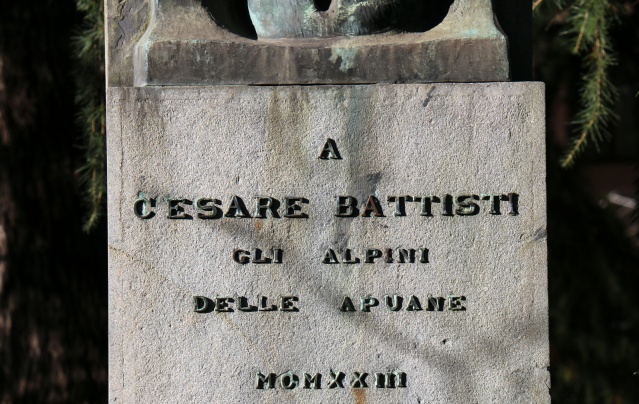 A
CESARE BATTISTI
GLI ALPINI
DELLE APUANE
MCMXXIII